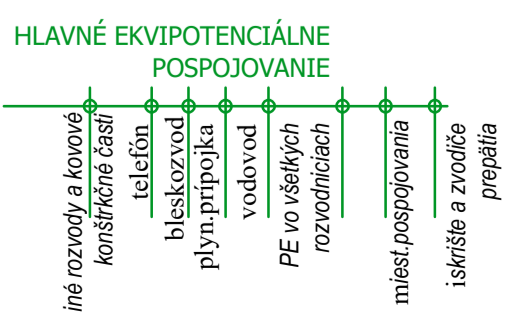 HLAVNÉ EKVIPOTENCIÁLNE
POSPOJOVANIE
iné rozvody a kovové
konštrkčné časti
telefón
bleskozvod
plyn.prípojka
vodovod
PE vo všetkých
rozvodniciach
miest.pospojovania
iskrište a zvodiče
prepätia